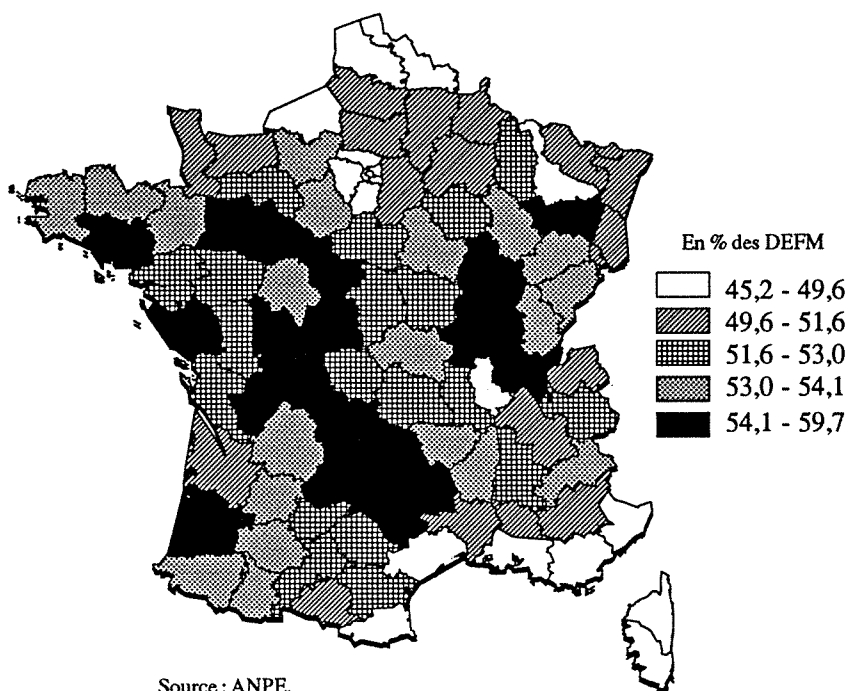 En % des DEFM
45,2 - 49,6
49,6 - 51,6
51,6 - 53,0
53,0 - 54,1
54,1 - 59,7
Source : ANPE.